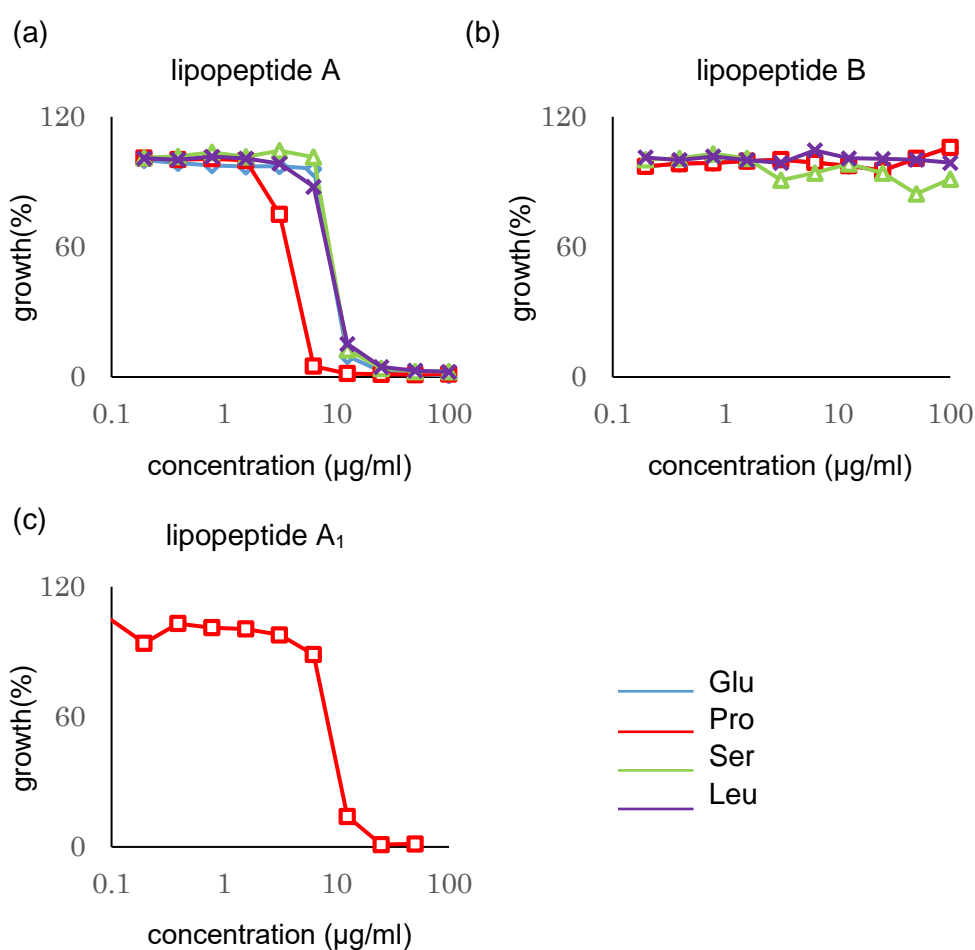 (a)
lipopeptide A
120
60
0
growth(%)
0.1 1 10 100
concentration (µg/ml)
(b)
lipopeptide B
120
60
0
growth(%)
0.1 1 10 100
concentration (µg/ml)
(c)
lipopeptide A₁
120
60
0
growth(%)
0.1 1 10 100
concentration (µg/ml)
Glu
Pro
Ser
Leu